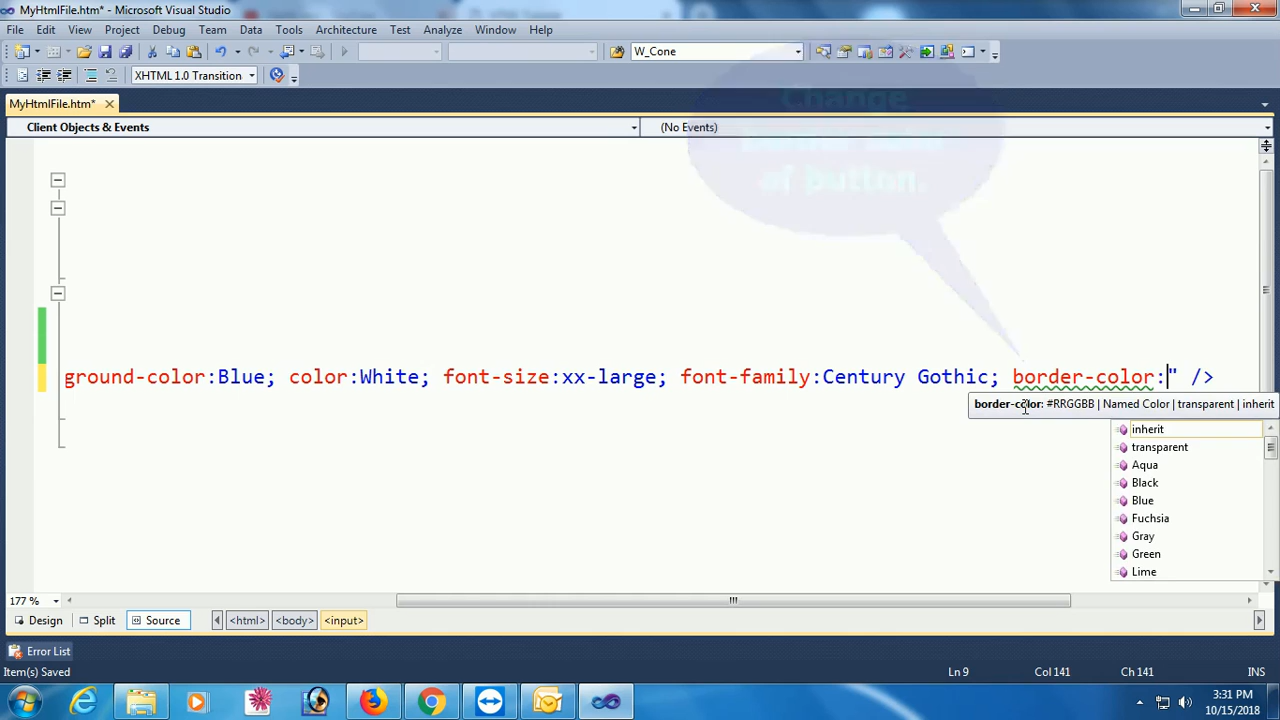 MyHtmlFile.htm* - Microsoft Visual Studio
File Edit View Project Debug Team Data Tools Architecture Test Analyze Window Help
W_Cone
XHTML 1.0 Transition
MyHtmlFile.htm*
Client Objects & Events (No Events)
Change
of button.
ground-color:Blue; color:White; font-size:xx-large; font-family:Century Gothic; border-color:" />
border-color: #RRGGBB | Named Color | transparent | inherit
inherit
transparent
Aqua
Black
Blue
Fuchsia
Gray
Green
Lime
177 %
Design Split Source <html> <body> <input>
Error List
Item(s) Saved Ln 9 Col 141 Ch 141 INS
3:31 PM
10/15/2018